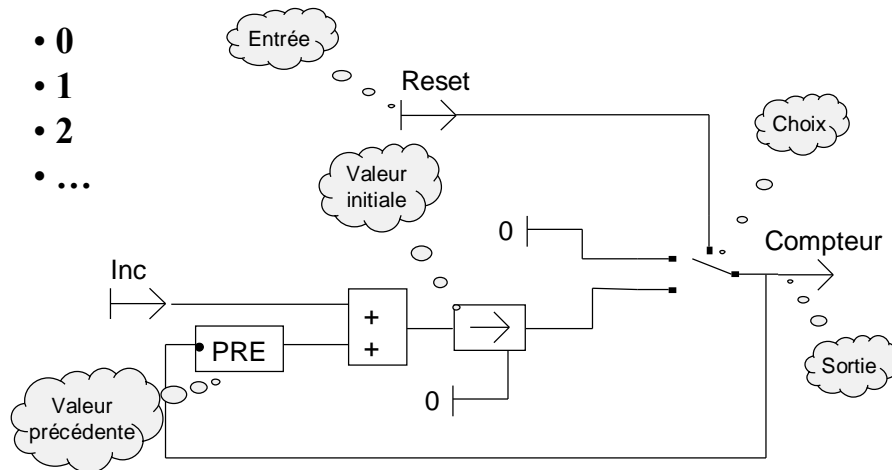 • 0
• 1
• 2
• ...
Entrée
Reset
Choix
Valeur
initiale
0
Compteur
Inc
+
+
PRE
0
Sortie
Valeur
précédente